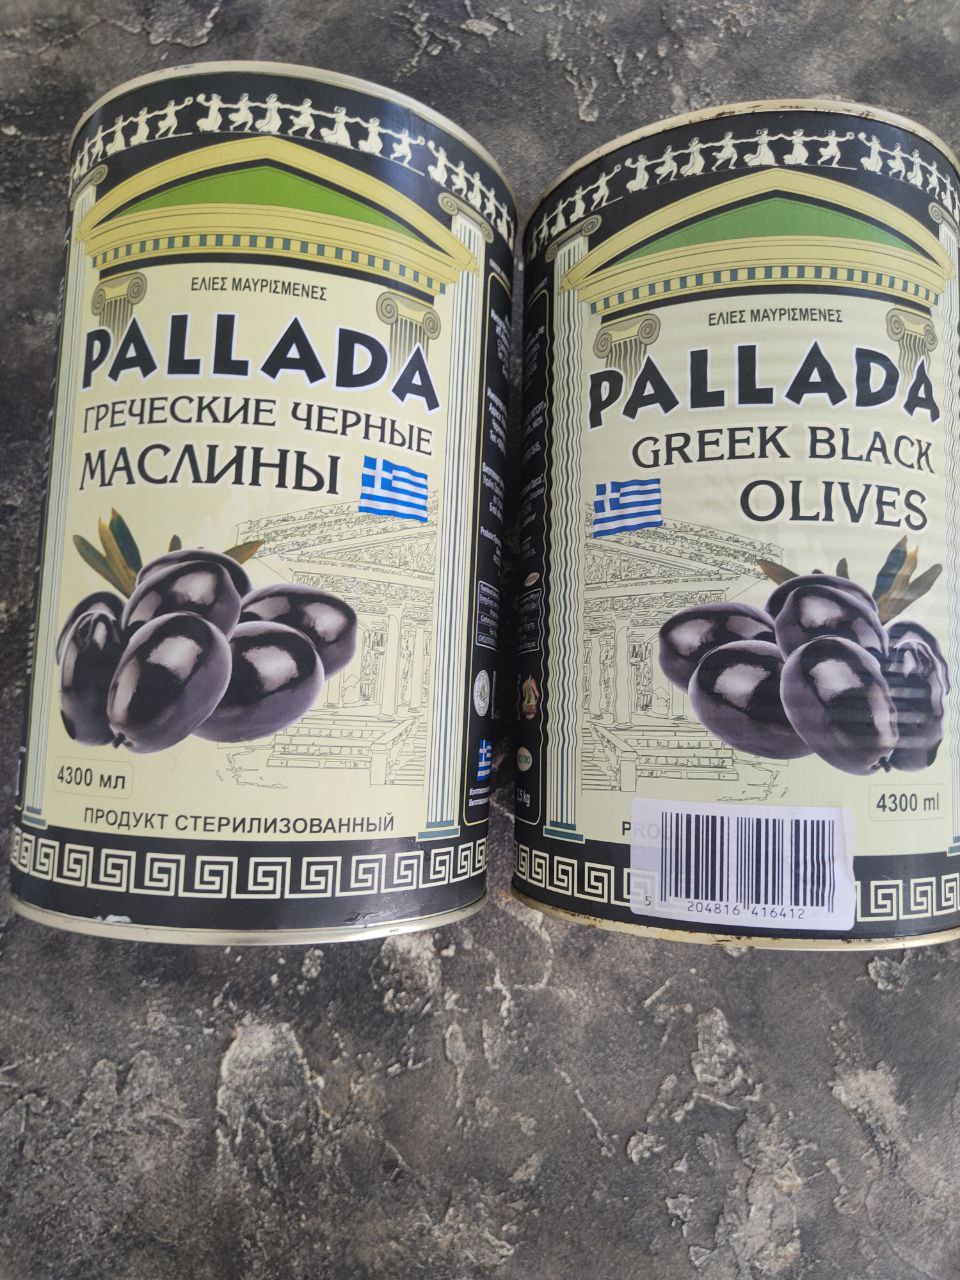 ΕΛΙΕΣ ΜΑΥΡΙΣΜΕΝΕΣ
PALLADA
ГРЕЧЕСКИЕ ЧЕРНЫЕ
МАСЛИНЫ
4300 мл
ПРОДУКТ СТЕРИЛИЗОВАННЫЙ
ΕΛΙΕΣ ΜΑΥΡΙΣΜΕΝΕΣ
PALLADA
GREEK BLACK
OLIVES
4300 ml
5 204816 416412